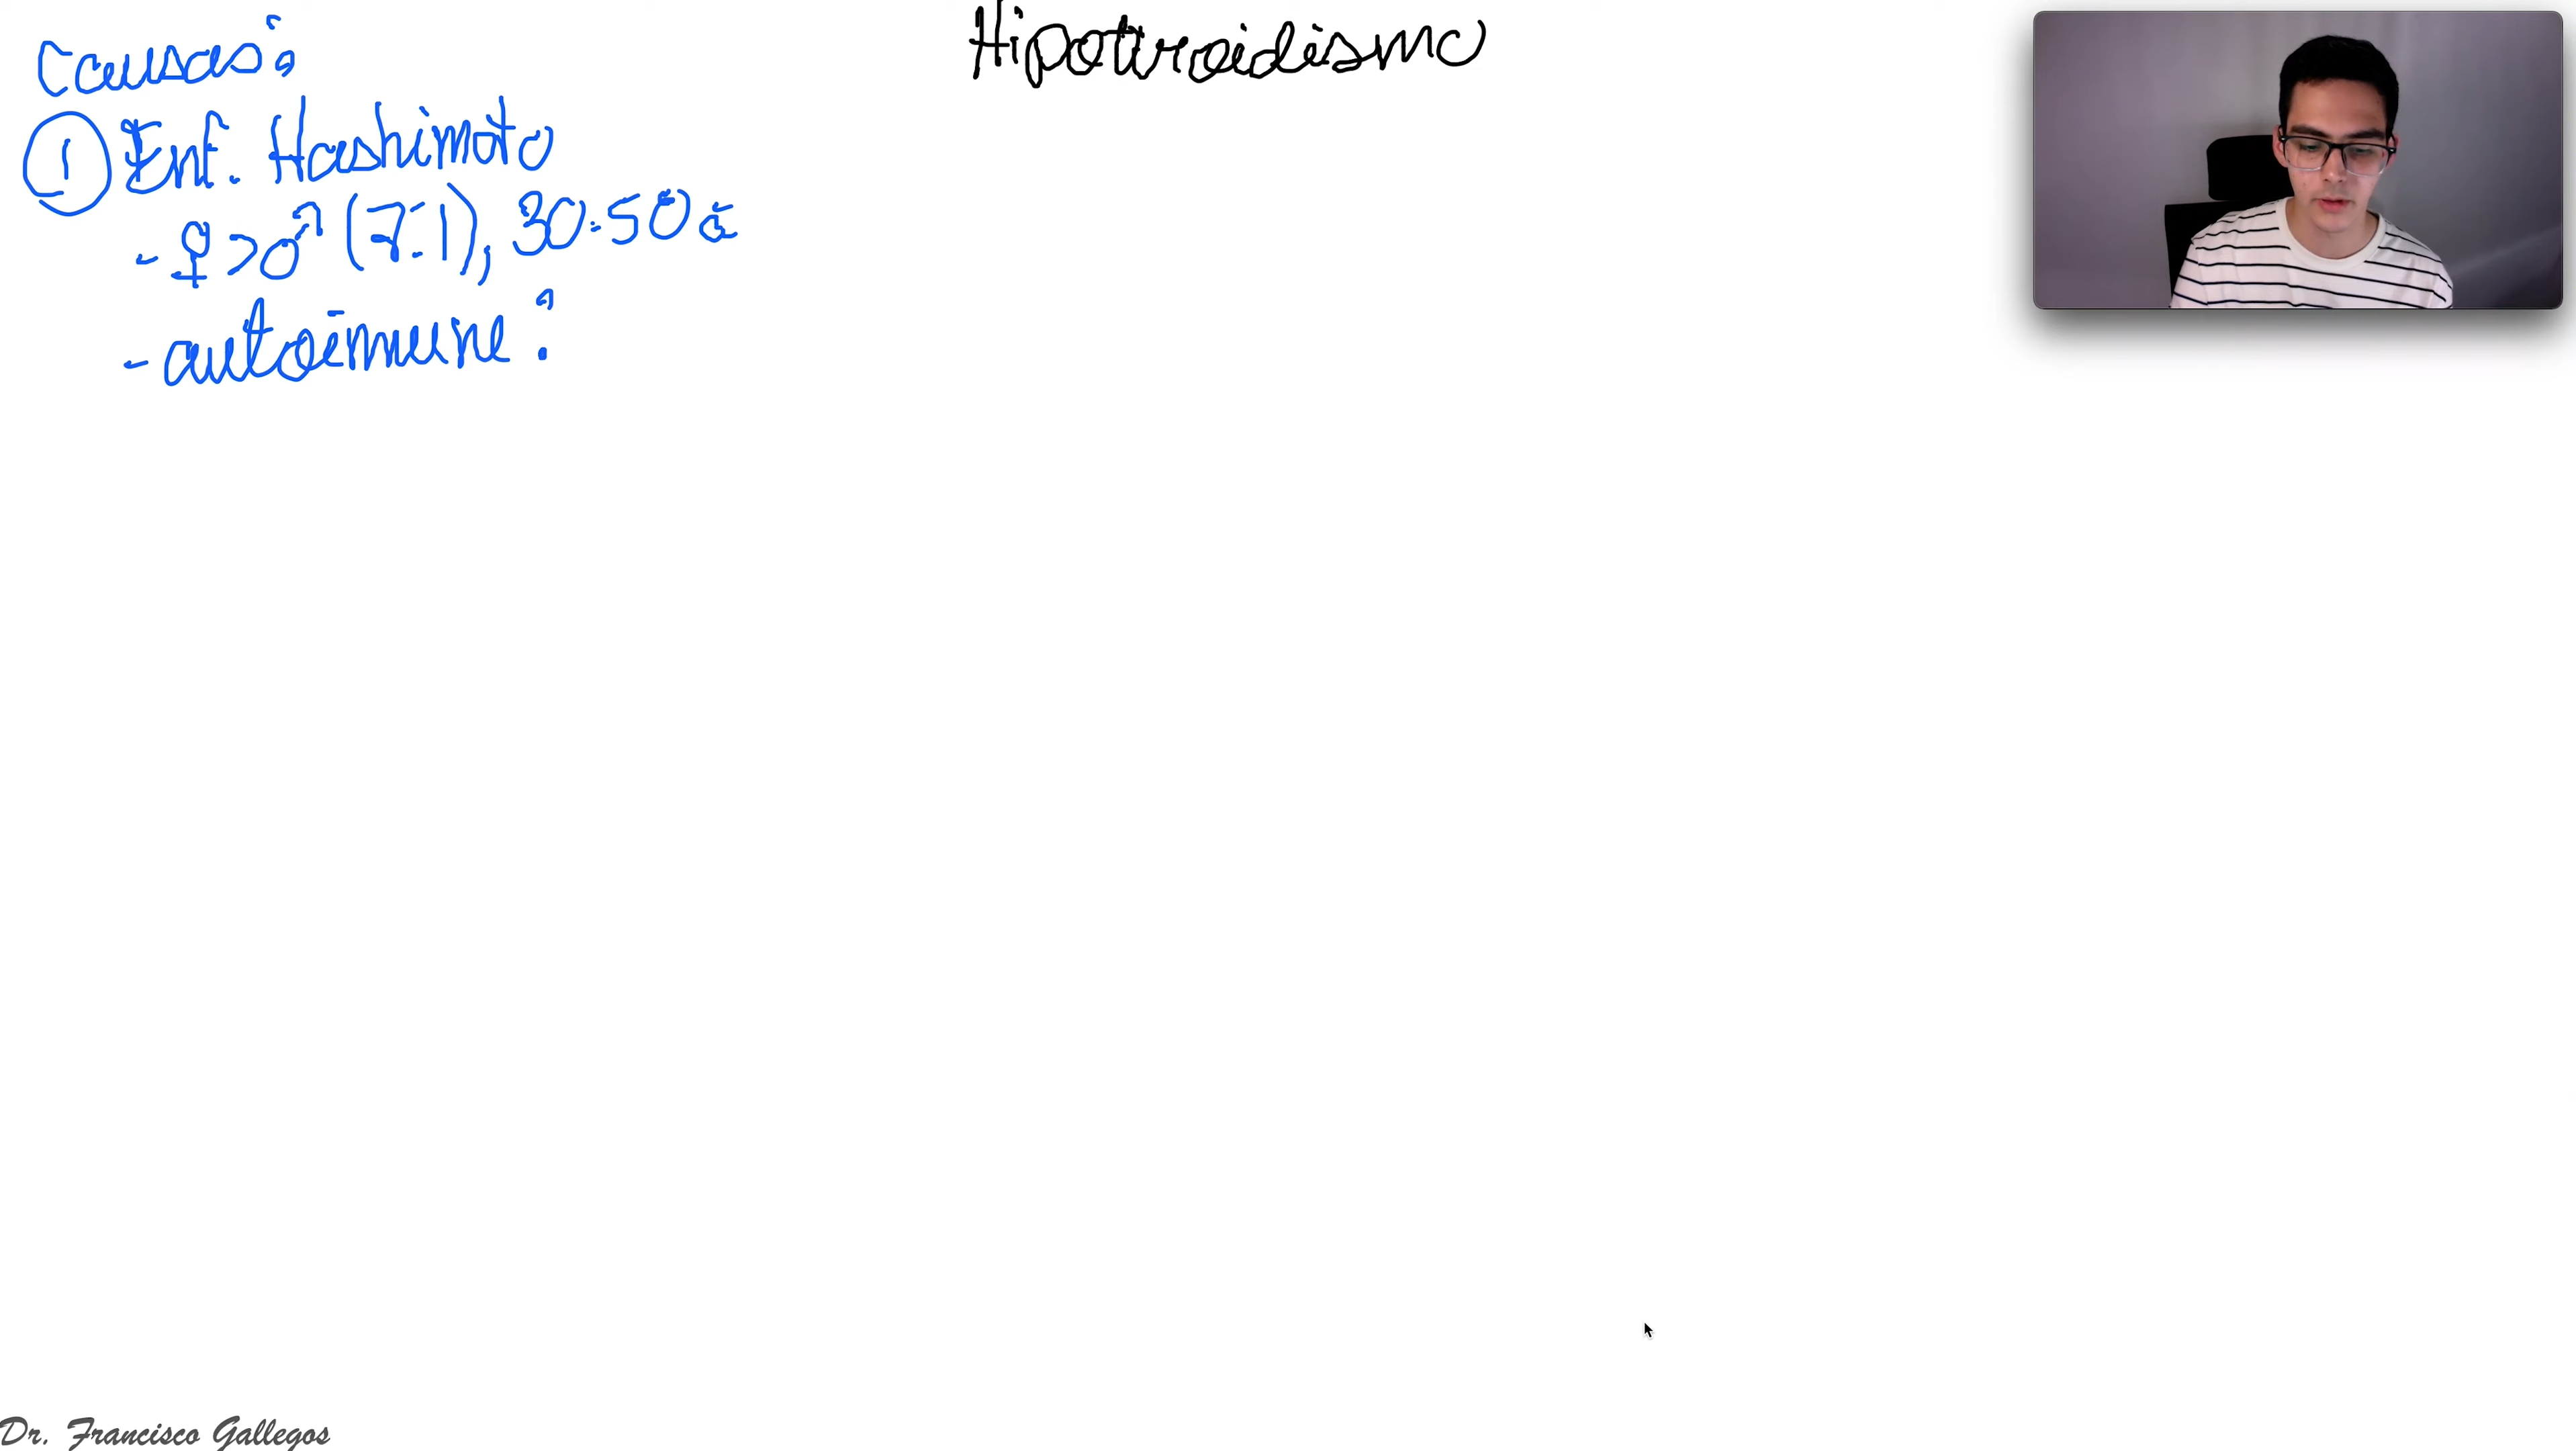 Hipotiroidismo
Causas:
① Enf. Hashimoto
- ♀>♂ (7:1), 30-50 a
- autoinmune:
Dr. Francisco Gallegos